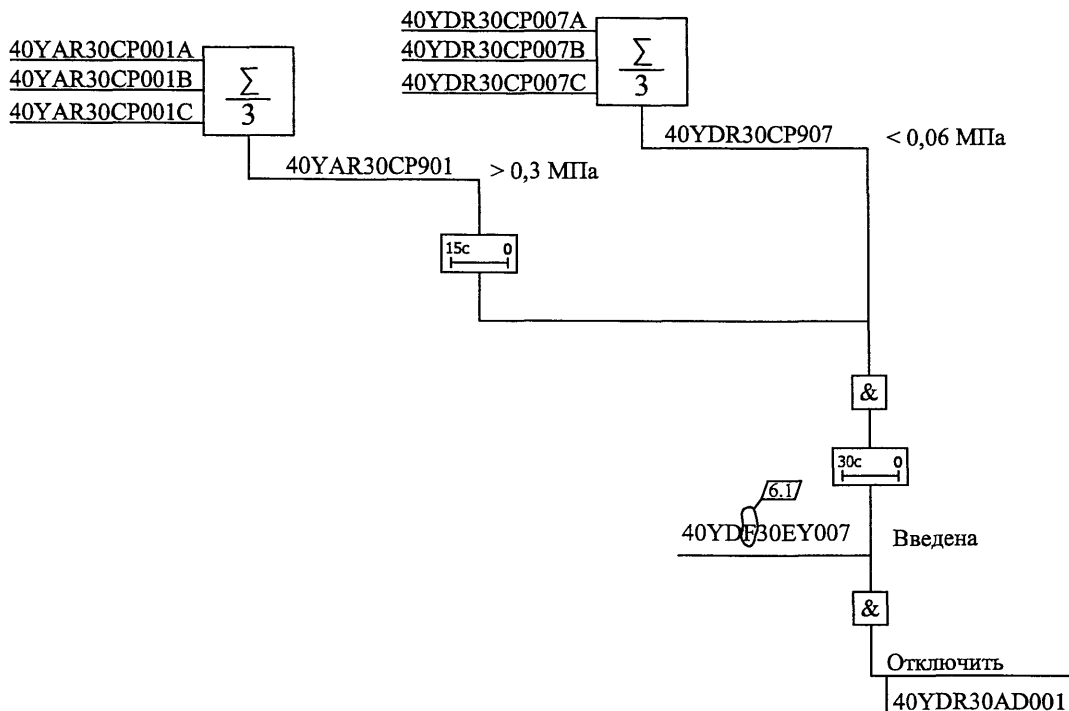 40YDR30CP007A
40YDR30CP007B
40YDR30CP007C
Σ
3
40YAR30CP001A
40YAR30CP001B
40YAR30CP001C
Σ
3
40YDR30CP907
< 0,06 МПа
40YAR30CP901
> 0,3 МПа
15с 0
&
30с 0
6.1
40YDF30EY007
Введена
&
Отключить
40YDR30AD001